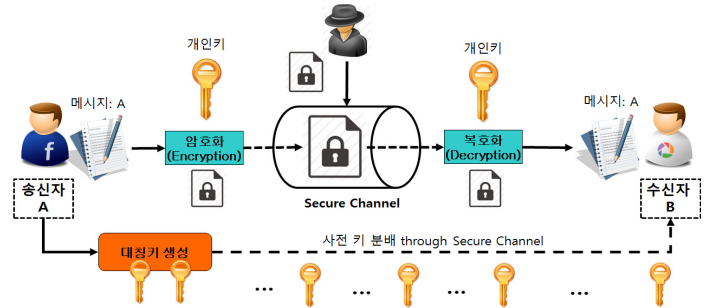 개인키
개인키
메시지: A
메시지: A
암호화
(Encryption)
복호화
(Decryption)
f
송신자
A
Secure Channel
수신자
B
대칭키 생성
사전 키 분배 through Secure Channel
... ... ... ...